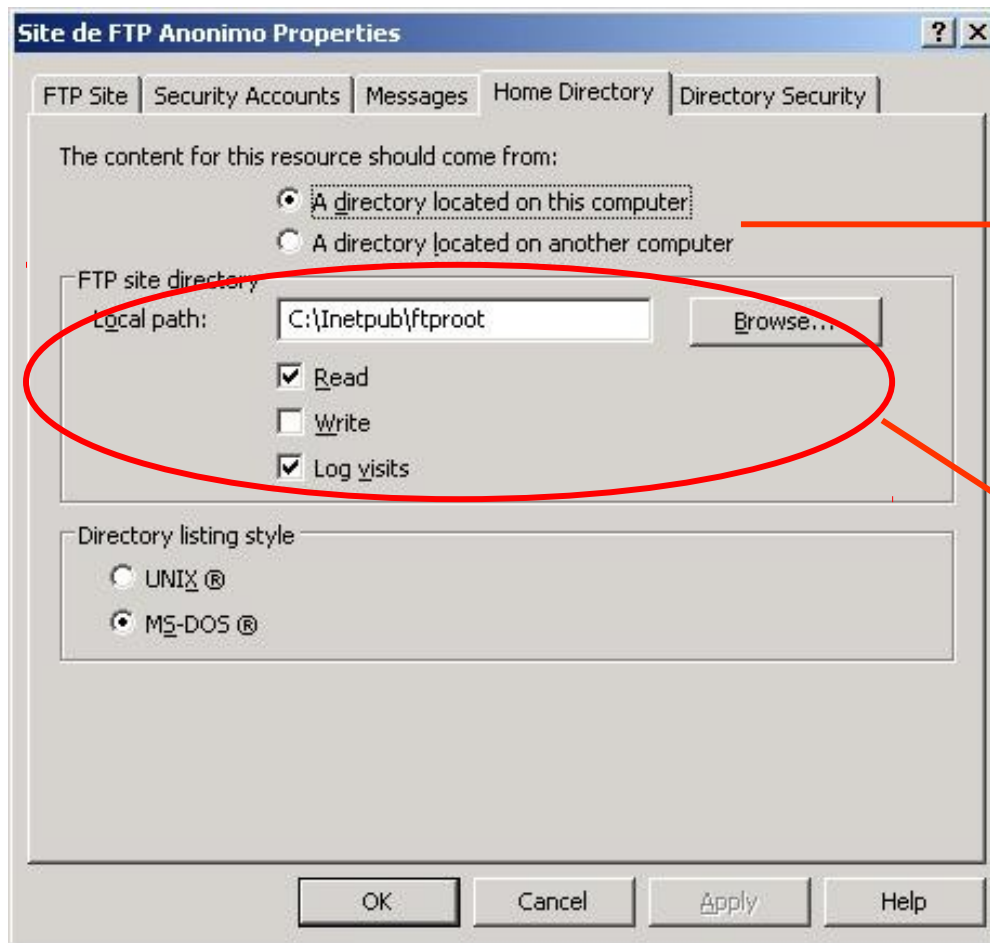 Site de FTP Anonimo Properties
FTP Site Security Accounts Messages Home Directory Directory Security
The content for this resource should come from:
A directory located on this computer
A directory located on another computer
FTP site directory
Local path: C:\Inetpub\ftproot Browse...
Read
Write
Log visits
Directory listing style
UNIX ®
MS-DOS ®
OK Cancel Apply Help